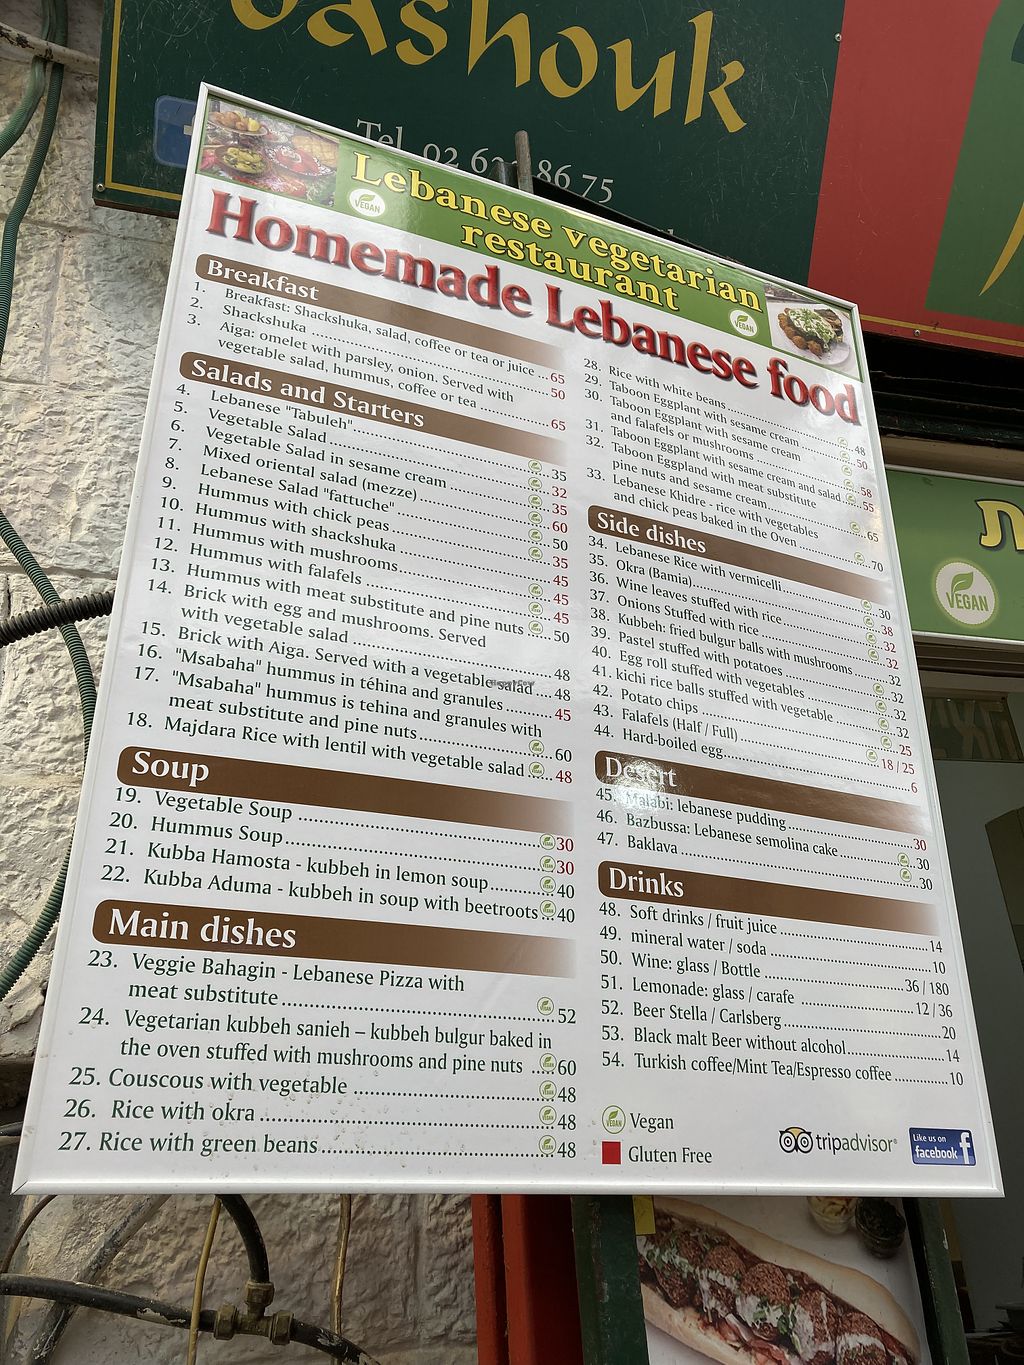 bashouk
Tel. 02 62 86 75
Lebanese vegetarian
restaurant
VEGAN
VEGAN
Homemade Lebanese food
Breakfast
1. Breakfast: Shackshuka, salad, coffee or tea or juice ...65
2. Shackshuka ... 50
3. Aiga: omelet with parsley, onion. Served with
vegetable salad, hummus, coffee or tea ... 65
Salads and Starters
4. Lebanese "Tabuleh"...35
5. Vegetable Salad ...32
6. Vegetable Salad in sesame cream ...35
7. Mixed oriental salad (mezze) ...60
8. Lebanese Salad "fattuche" ...50
9. Hummus with chick peas ...35
10. Hummus with shackshuka ...45
11. Hummus with mushrooms...45
12. Hummus with falafels ...45
13. Hummus with meat substitute and pine nuts ...50
14. Brick with egg and mushrooms. Served
with vegetable salad ...48
15. Brick with Aiga. Served with a vegetable salad ....48
16. "Msabaha" hummus in téhina and granules ...45
17. "Msabaha" hummus is tehina and granules with
meat substitute and pine nuts...60
18. Majdara Rice with lentil with vegetable salad ...48
Soup
19. Vegetable Soup ...30
20. Hummus Soup...30
21. Kubba Hamosta - kubbeh in lemon soup...40
22. Kubba Aduma - kubbeh in soup with beetroots...40
Main dishes
23. Veggie Bahagin - Lebanese Pizza with
meat substitute...52
24. Vegetarian kubbeh sanieh – kubbeh bulgur baked in
the oven stuffed with mushrooms and pine nuts ....60
25. Couscous with vegetable ...48
26. Rice with okra ...48
27. Rice with green beans...48
28. Rice with white beans...48
29. Taboon Eggplant with sesame cream ...50
30. Taboon Eggplant with sesame cream
and falafels or mushrooms ...58
31. Taboon Eggplant with sesame cream and salad...55
32. Taboon Eggpland with meat substitute
pine nuts and sesame cream...65
33. Lebanese Khidre - rice with vegetables
and chick peas baked in the Oven ...70
Side dishes
34. Lebanese Rice with vermicelli ...30
35. Okra (Bamia)...38
36. Wine leaves stuffed with rice...32
37. Onions Stuffed with rice...32
38. Kubbeh: fried bulgur balls with mushrooms ...32
39. Pastel stuffed with potatoes ...32
40. Egg roll stuffed with vegetables ...32
41. kichi rice balls stuffed with vegetable ...32
42. Potato chips ...25
43. Falafels (Half / Full)...18 / 25
44. Hard-boiled egg...6
Desert
45. Malabi: lebanese pudding...30
46. Bazbussa: Lebanese semolina cake...30
47. Baklava ...30
Drinks
48. Soft drinks / fruit juice ...14
49. mineral water / soda ...10
50. Wine: glass / Bottle ...36 / 180
51. Lemonade: glass / carafe ...12 / 36
52. Beer Stella / Carlsberg...20
53. Black malt Beer without alcohol...14
54. Turkish coffee/Mint Tea/Espresso coffee...10
VEGAN Vegan
Gluten Free
tripadvisor
Like us on
facebook
VEGAN